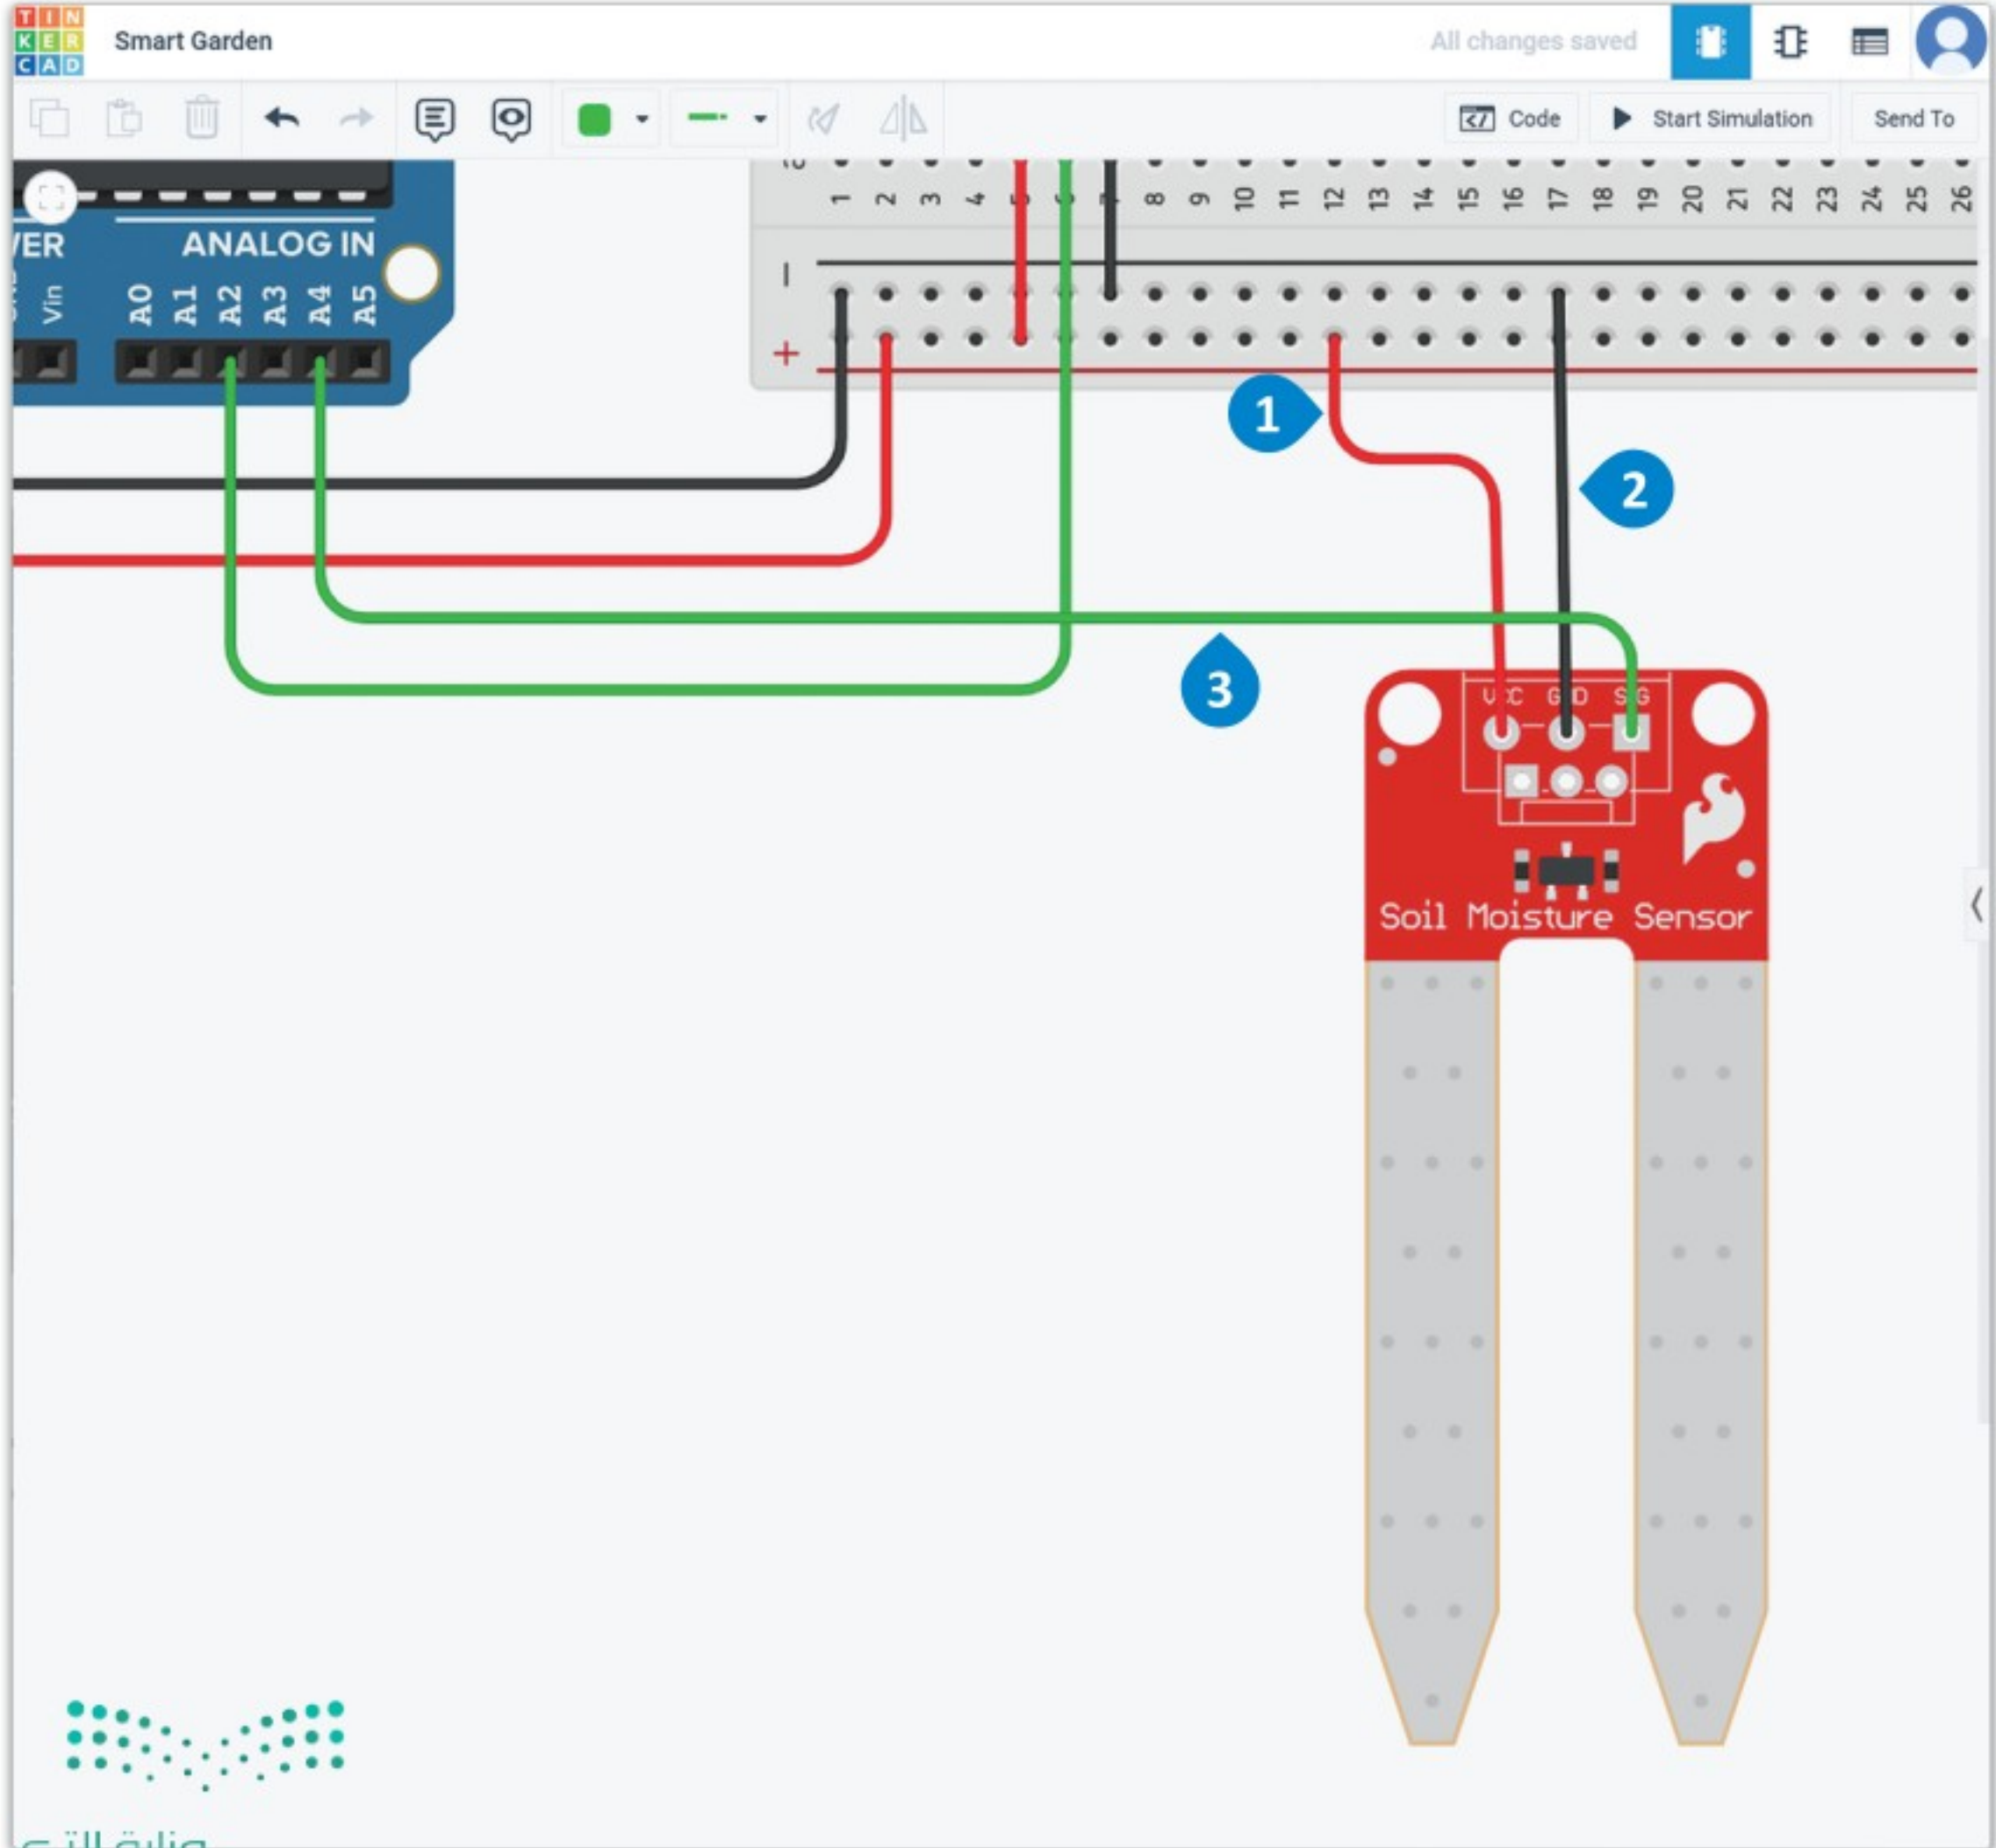 TIN
KER
CAD
Smart Garden
All changes saved
Code
Start Simulation
Send To
1 2 3 4 5 6 7 8 9 10 11 12 13 14 15 16 17 18 19 20 21 22 23 24 25 26
ANALOG IN
Vin A0 A1 A2 A3 A4 A5
−
+
1
2
3
VCC GND SIG
Soil Moisture Sensor